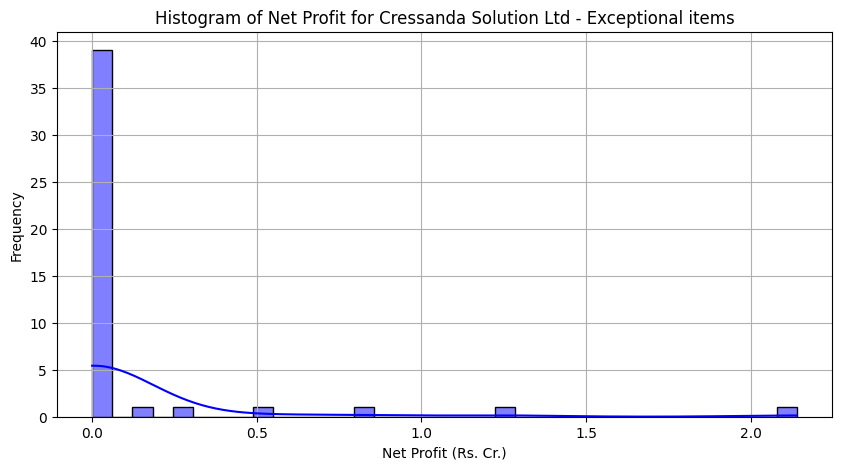 Histogram of Net Profit for Cressanda Solution Ltd - Exceptional items
40
35
30
25
20
15
10
5
0
Frequency
0.0 0.5 1.0 1.5 2.0
Net Profit (Rs. Cr.)